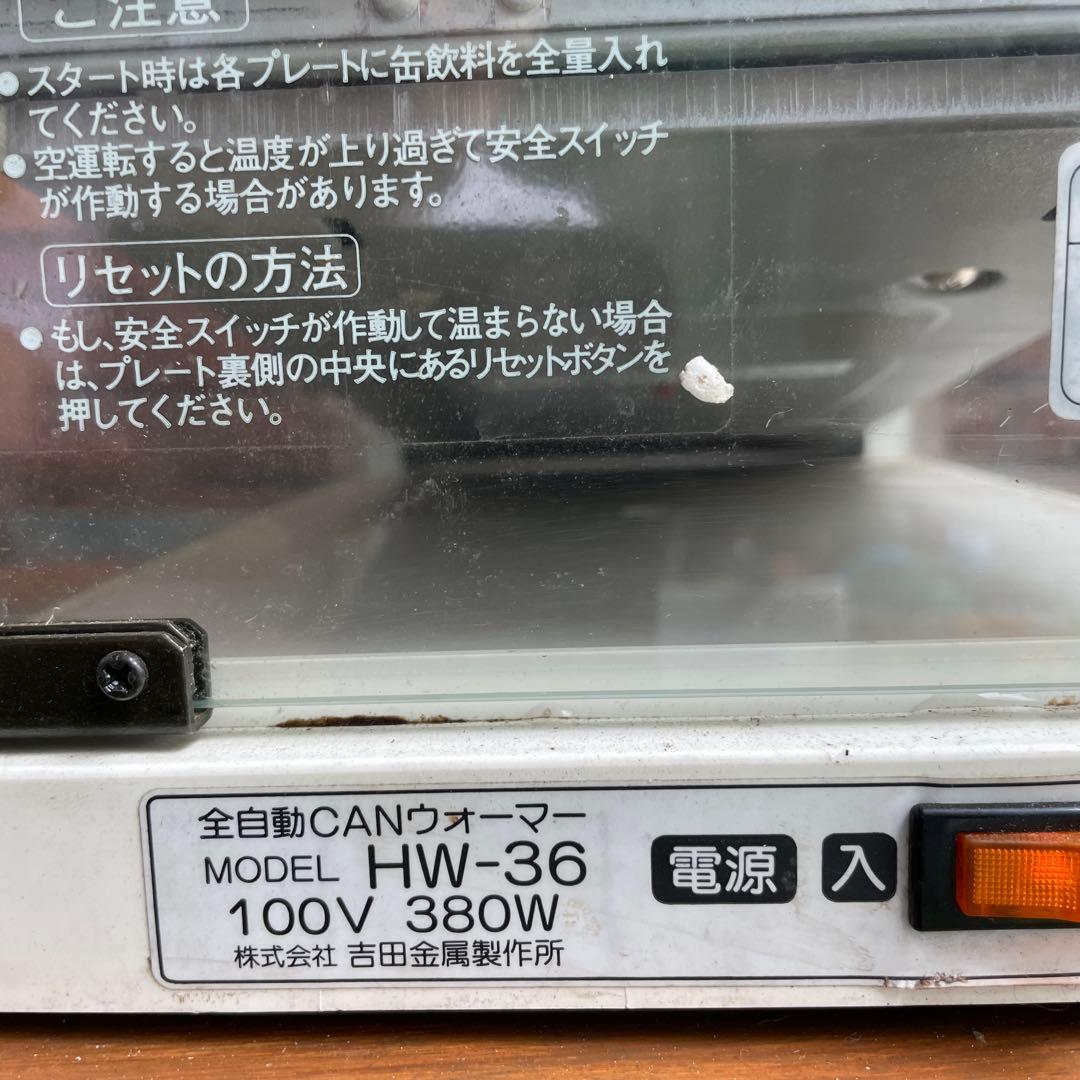 ご注意
●スタート時は各プレートに缶飲料を全量入れ
てください。
●空運転すると温度が上り過ぎて安全スイッチ
が作動する場合があります。
リセットの方法
●もし、安全スイッチが作動して温まらない場合
は、プレート裏側の中央にあるリセットボタンを
押してください。
全自動CANウォーマー
MODEL HW-36
100V 380W
株式会社 吉田金属製作所
電源 入